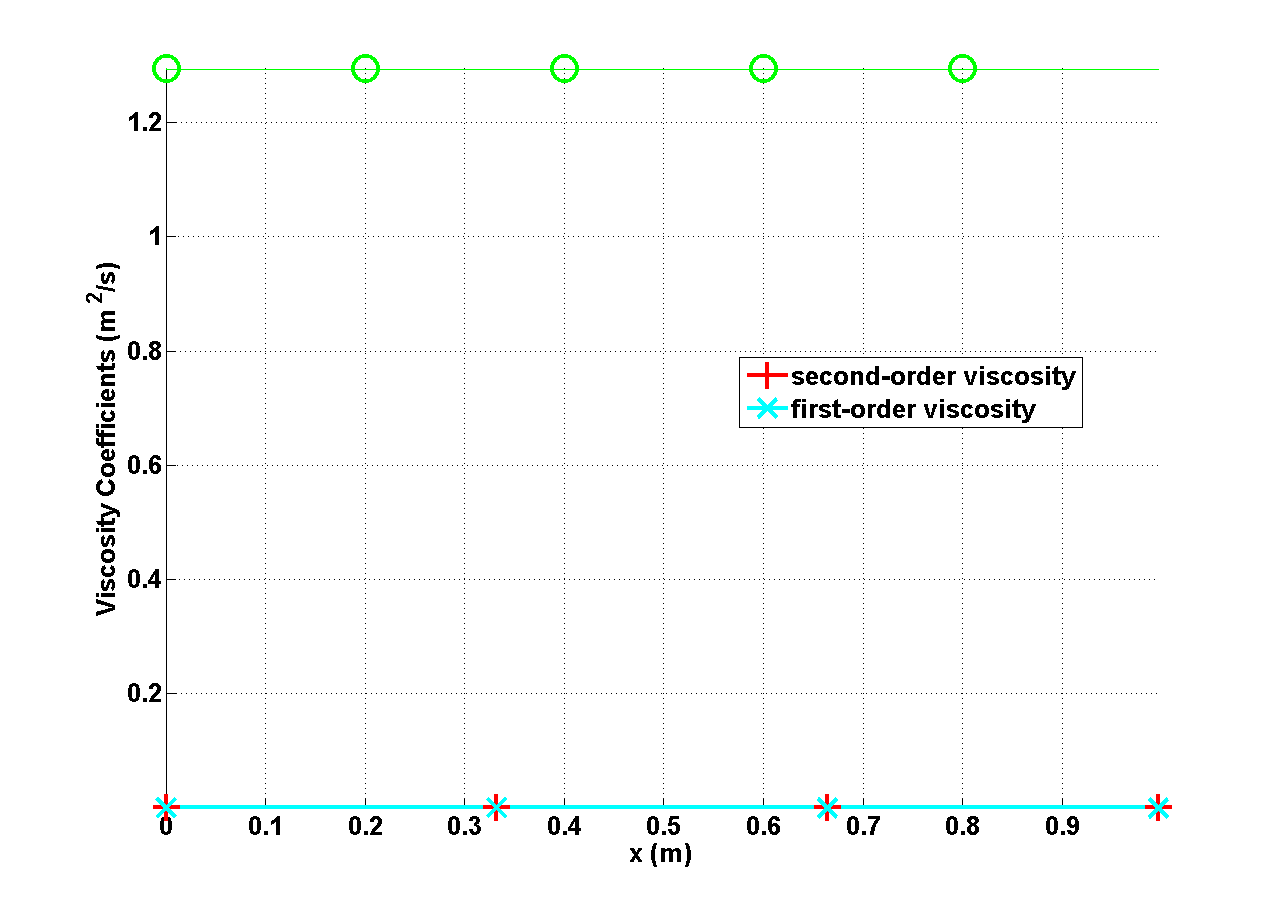 1.2
1
0.8
0.6
0.4
0.2
Viscosity Coefficients (m ²/s)
second-order viscosity
first-order viscosity
0 0.1 0.2 0.3 0.4 0.5 0.6 0.7 0.8 0.9
x (m)